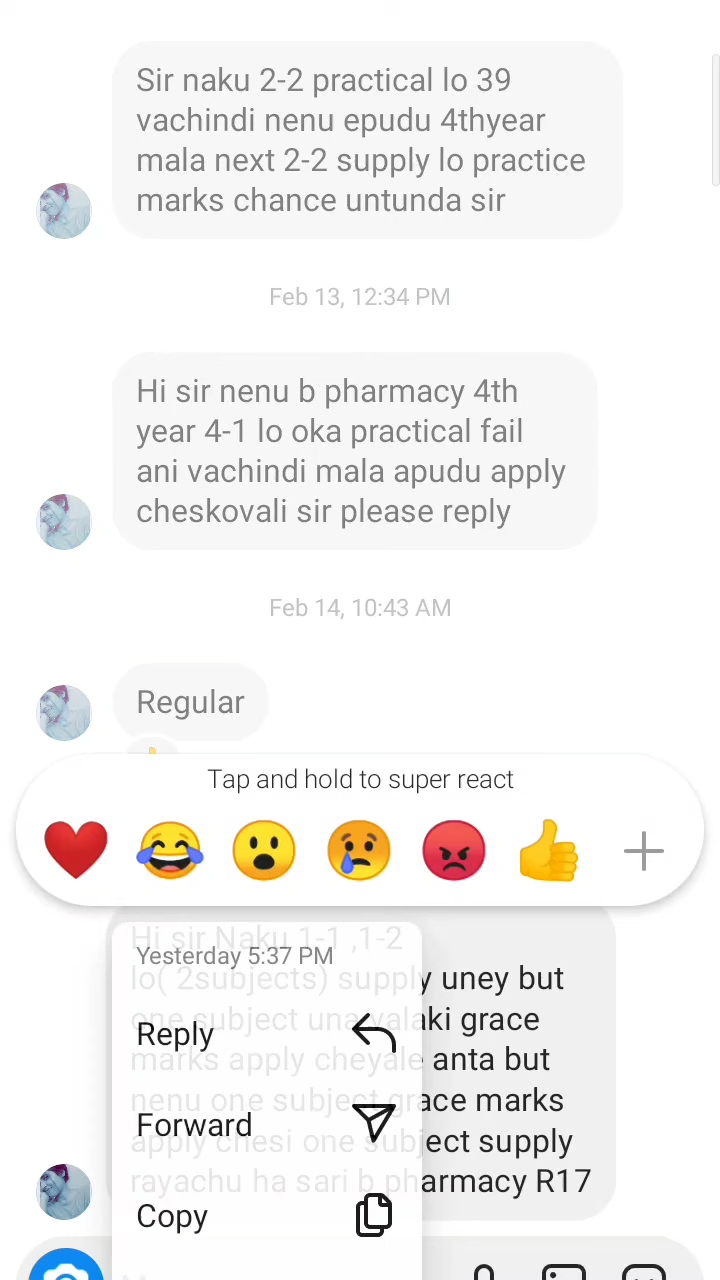 Sir naku 2-2 practical lo 39
vachindi nenu epudu 4thyear
mala next 2-2 supply lo practice
marks chance untunda sir
Feb 13, 12:34 PM
Hi sir nenu b pharmacy 4th
year 4-1 lo oka practical fail
ani vachindi mala apudu apply
cheskovali sir please reply
Feb 14, 10:43 AM
Regular
Tap and hold to super react
Hi sir Naku 1-1 ,1-2
Yesterday 5:37 PM
lo( 2subjects) supply uney but
one subject una valaki grace
Reply
marks apply cheyale anta but
nenu one subject grace marks
Forward
apply chesi one subject supply
rayachu ha sari b pharmacy R17
Copy